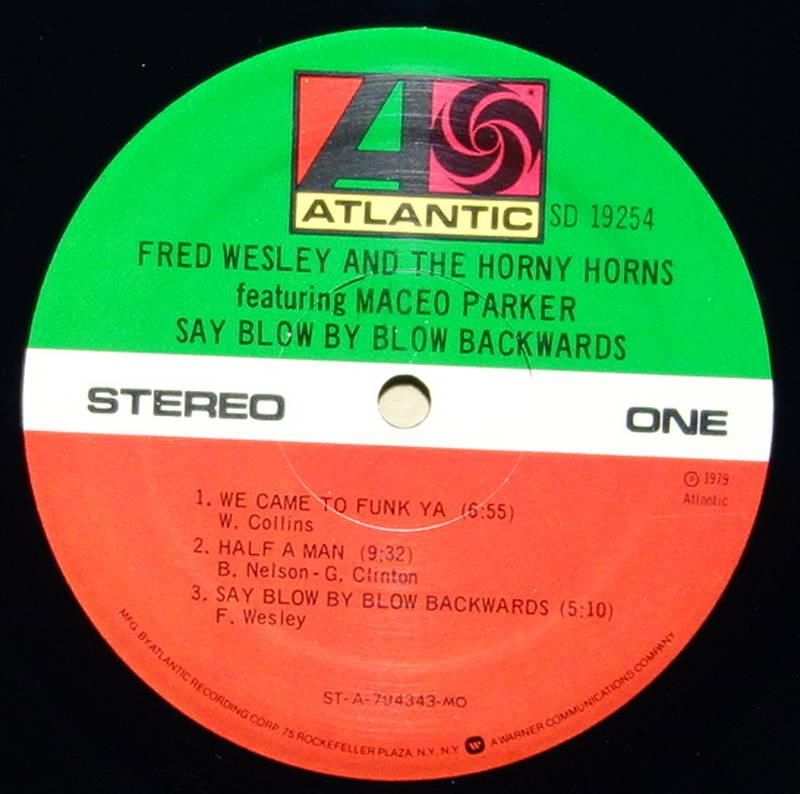 ATLANTIC
SD 19254
FRED WESLEY AND THE HORNY HORNS
featuring MACEO PARKER
SAY BLOW BY BLOW BACKWARDS
STEREO ONE
℗ 1979
Atlantic
1. WE CAME TO FUNK YA (6:55)
W. Collins
2. HALF A MAN (9:32)
B. Nelson - G. Clinton
3. SAY BLOW BY BLOW BACKWARDS (5:10)
F. Wesley
ST-A-794343-MO
MFG. BY ATLANTIC RECORDING CORP. 75 ROCKEFELLER PLAZA, N.Y., N.Y. A WARNER COMMUNICATIONS COMPANY